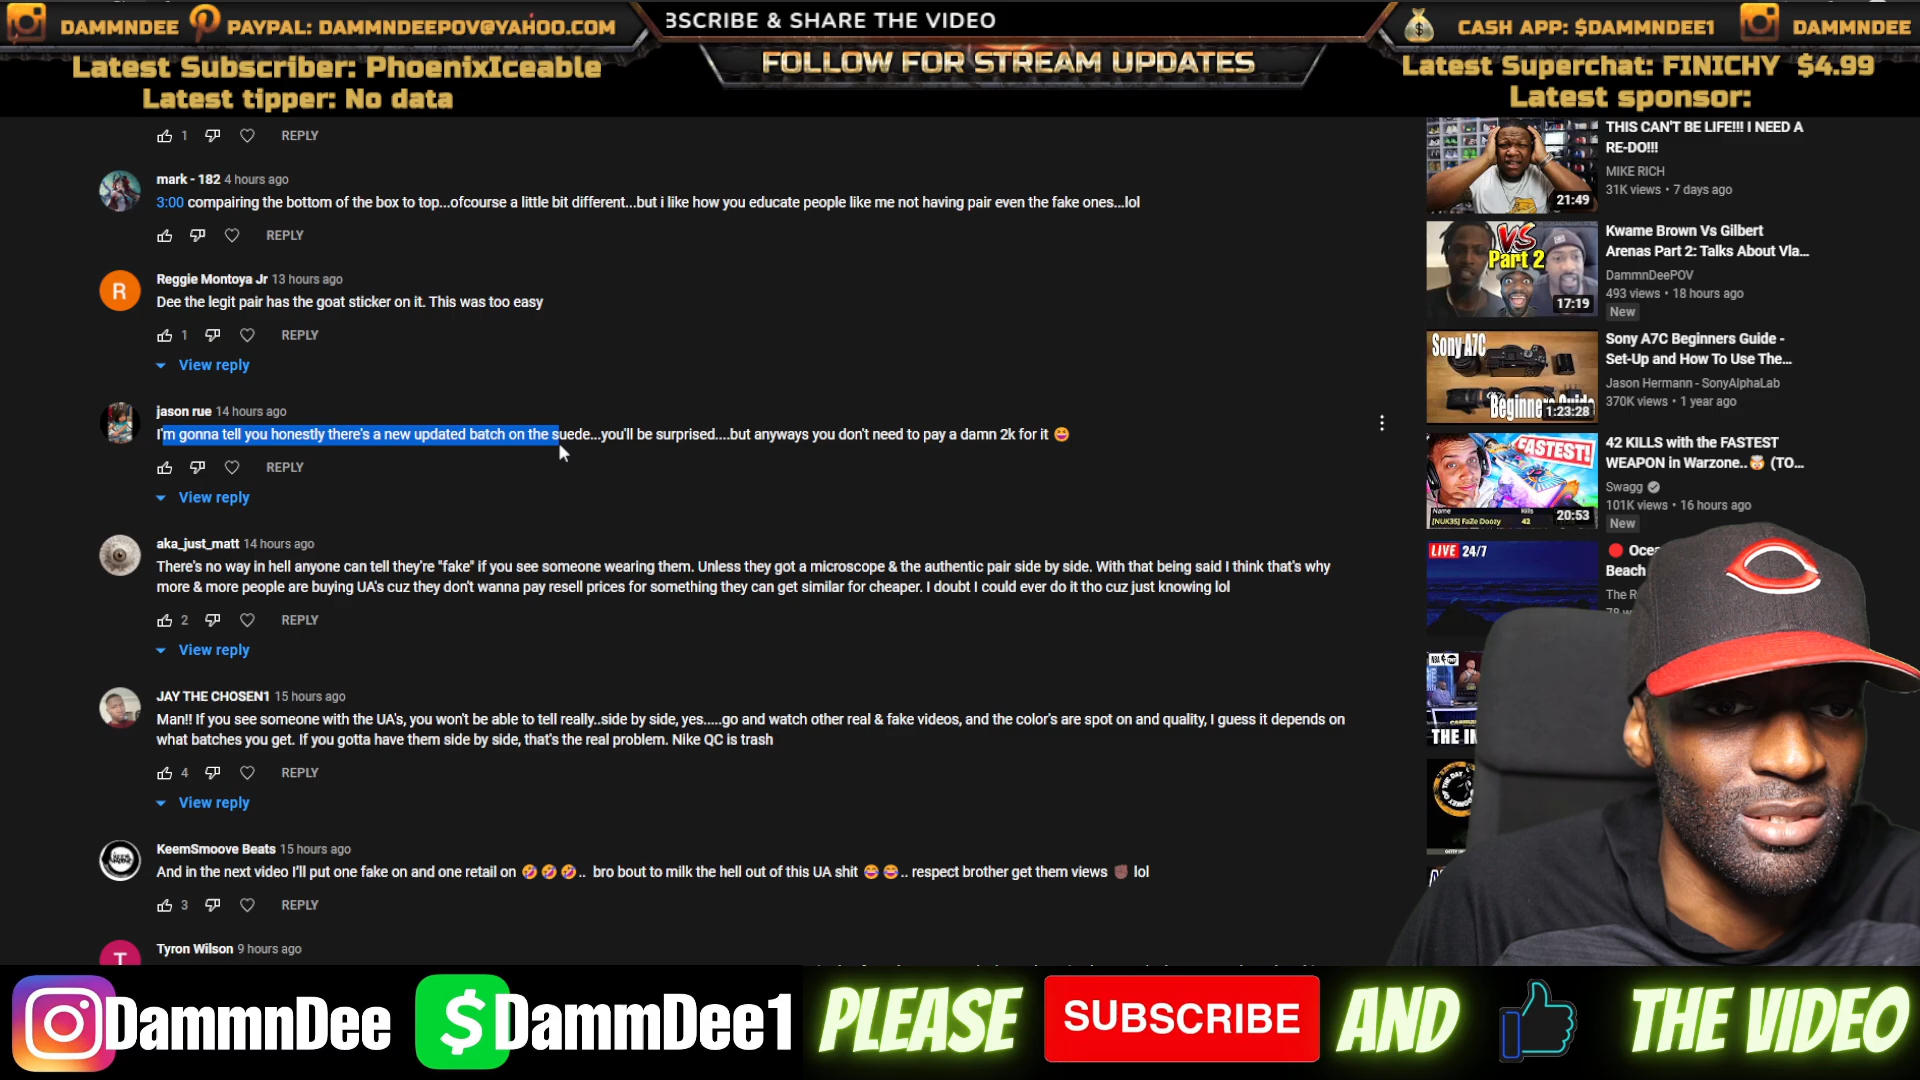 DAMMNDEE
PAYPAL: DAMMNDEEPOV@YAHOO.COM
SCRIBE & SHARE THE VIDEO
CASH APP: $DAMMNDEE1
DAMMNDEE
Latest Subscriber: PhoenixIceable
Latest tipper: No data
FOLLOW FOR STREAM UPDATES
Latest Superchat: FINICHY $4.99
Latest sponsor:
1 REPLY
mark - 182 4 hours ago
3:00 compairing the bottom of the box to top...ofcourse a little bit different...but i like how you educate people like me not having pair even the fake ones...lol
REPLY
Reggie Montoya Jr 13 hours ago
R
Dee the legit pair has the goat sticker on it. This was too easy
1 REPLY
View reply
jason rue 14 hours ago
I'm gonna tell you honestly there's a new updated batch on the suede...you'll be surprised....but anyways you don't need to pay a damn 2k for it 😄
REPLY
View reply
aka_just_matt 14 hours ago
There's no way in hell anyone can tell they're "fake" if you see someone wearing them. Unless they got a microscope & the authentic pair side by side. With that being said I think that's why
more & more people are buying UA's cuz they don't wanna pay resell prices for something they can get similar for cheaper. I doubt I could ever do it tho cuz just knowing lol
2 REPLY
View reply
JAY THE CHOSEN1 15 hours ago
Man!! If you see someone with the UA's, you won't be able to tell really..side by side, yes.....go and watch other real & fake videos, and the color's are spot on and quality, I guess it depends on
what batches you get. If you gotta have them side by side, that's the real problem. Nike QC is trash
4 REPLY
View reply
KeemSmoove Beats 15 hours ago
And in the next video I'll put one fake on and one retail on 🤣🤣🤣.. bro bout to milk the hell out of this UA shit 😂😂.. respect brother get them views ✊🏾 lol
3 REPLY
Tyron Wilson 9 hours ago
T
THIS CAN'T BE LIFE!!! I NEED A
RE-DO!!!
MIKE RICH
31K views • 7 days ago
21:49
Kwame Brown Vs Gilbert
Arenas Part 2: Talks About Vla...
DammnDeePOV
493 views • 18 hours ago
New
VS
Part 2
17:19
Sony A7C Beginners Guide -
Set-Up and How To Use The...
Jason Hermann - SonyAlphaLab
370K views • 1 year ago
Sony A7C
Beginners Guide
1:23:28
42 KILLS with the FASTEST
WEAPON in Warzone..🤯 (TO...
Swagg
101K views • 16 hours ago
New
FASTEST!
[NUK3S] FaZe Doozy 42
20:53
LIVE 24/7
Oce
Beach
The R
THE I
DammnDee
$
DammDee1
PLEASE
SUBSCRIBE
AND
THE VIDEO